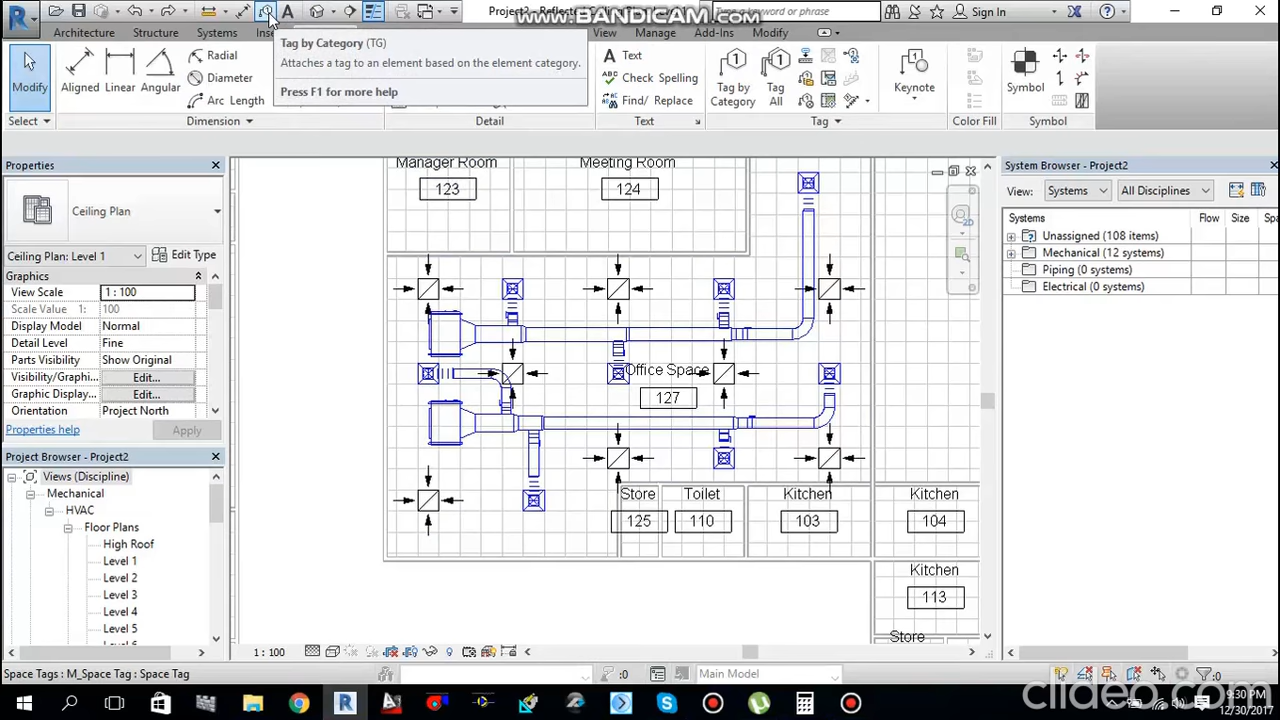 Project2 - Reflect
www.BANDICAM.com
Type a keyword or phrase
Sign In
Architecture
Structure
Systems
Ins
View
Manage
Add-Ins
Modify
Tag by Category (TG)
Attaches a tag to an element based on the element category.
Press F1 for more help
Modify
Select
Aligned
Linear
Angular
Radial
Diameter
Arc Length
Dimension
Detail
Text
Check Spelling
Find/ Replace
Text
Tag by
Category
Tag
All
Tag
Keynote
Color Fill
Symbol
Symbol
Properties
Ceiling Plan
Ceiling Plan: Level 1
Edit Type
Graphics
View Scale
1 : 100
Scale Value 1:
100
Display Model
Normal
Detail Level
Fine
Parts Visibility
Show Original
Visibility/Graphi...
Edit...
Graphic Display...
Edit...
Orientation
Project North
Properties help
Apply
Project Browser - Project2
Views (Discipline)
Mechanical
HVAC
Floor Plans
High Roof
Level 1
Level 2
Level 3
Level 4
Level 5
Manager Room
123
Meeting Room
124
2D
Office Space
127
Store
125
Toilet
110
Kitchen
103
Kitchen
104
Kitchen
113
Store
System Browser - Project2
View:
Systems
All Disciplines
Systems
Flow
Size
Spa
Unassigned (108 items)
Mechanical (12 systems)
Piping (0 systems)
Electrical (0 systems)
1 : 100
Space Tags : M_Space Tag : Space Tag
:0
Main Model
:0
clideo.com
9:30 PM
12/30/2017